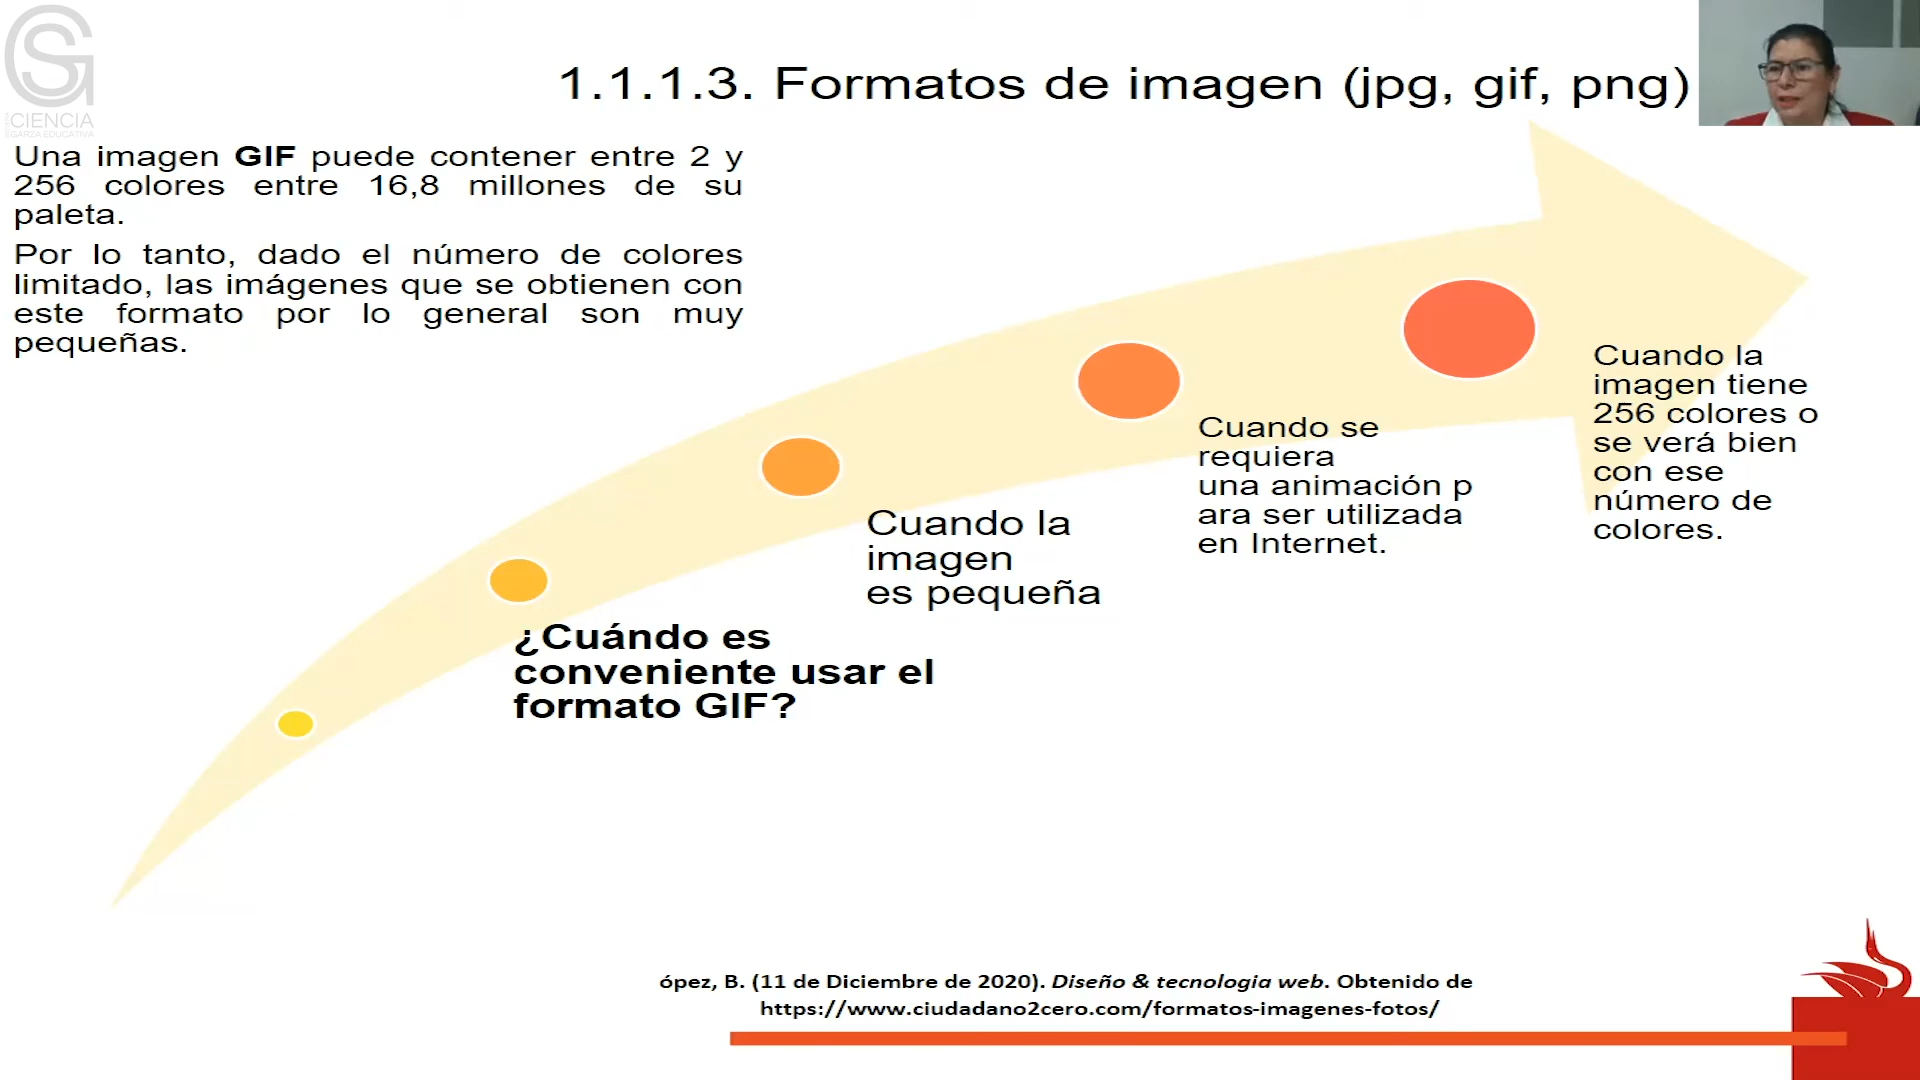 CIENCIA
GARZA EDUCATIVA
1.1.1.3. Formatos de imagen (jpg, gif, png)
Una imagen GIF puede contener entre 2 y
256 colores entre 16,8 millones de su
paleta.
Por lo tanto, dado el número de colores
limitado, las imágenes que se obtienen con
este formato por lo general son muy
pequeñas.
¿Cuándo es
conveniente usar el
formato GIF?
Cuando la
imagen
es pequeña
Cuando se
requiera
una animación p
ara ser utilizada
en Internet.
Cuando la
imagen tiene
256 colores o
se verá bien
con ese
número de
colores.
ópez, B. (11 de Diciembre de 2020). Diseño & tecnologia web. Obtenido de
https://www.ciudadano2cero.com/formatos-imagenes-fotos/